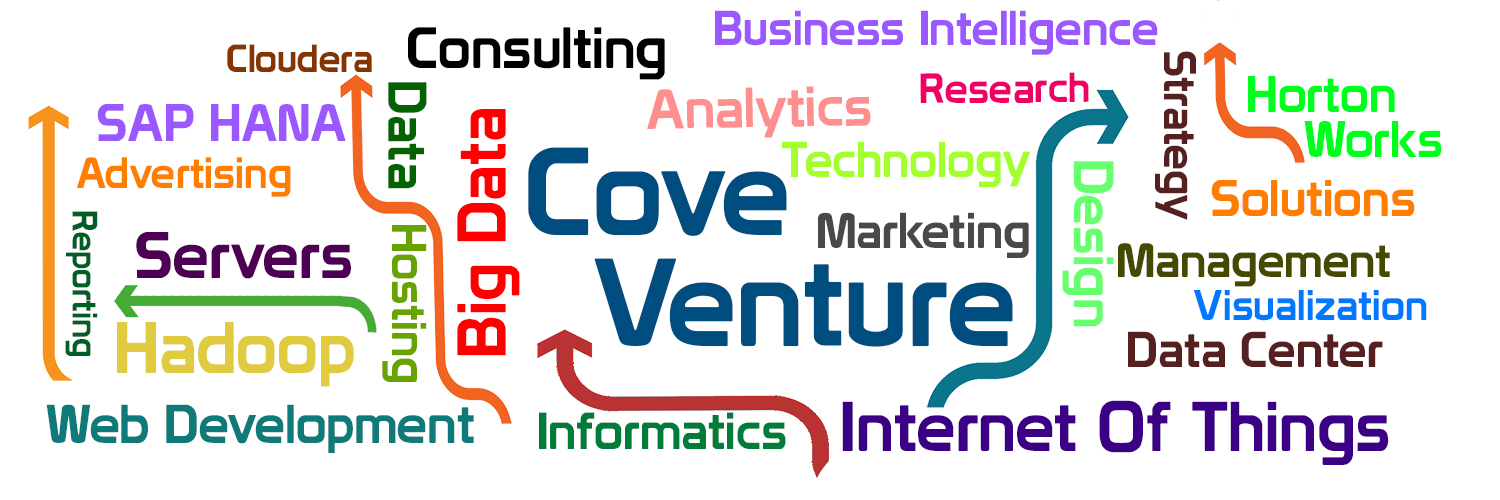 Business Intelligence
Consulting
Cloudera
Data
Strategy
Research
Horton
Works
SAP HANA
Analytics
Big Data
Technology
Advertising
Cove
Venture
Design
Solutions
Reporting
Servers
Hosting
Marketing
Management
Visualization
Hadoop
Data Center
Web Development
Informatics
Internet Of Things